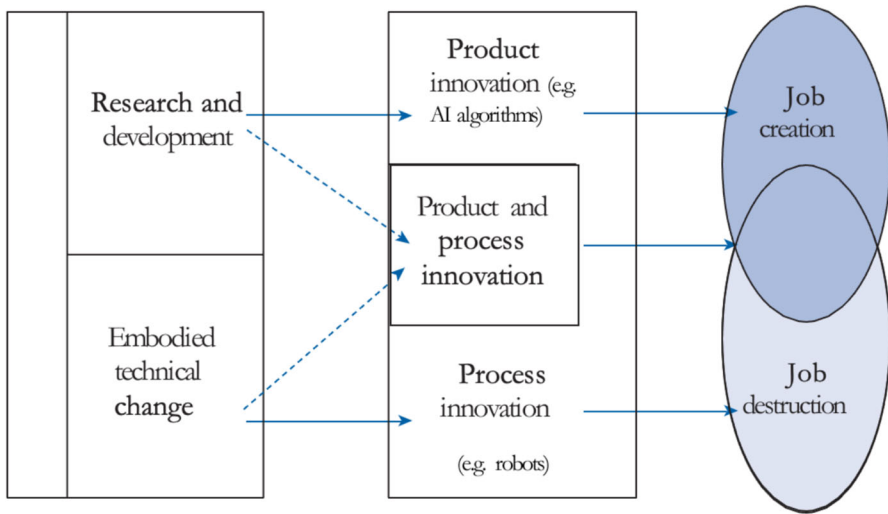 Research and
development
Embodied
technical
change
Product
innovation (e.g.
AI algorithms)
Product and
process
innovation
Process
innovation
(e.g. robots)
Job
creation
Job
destruction